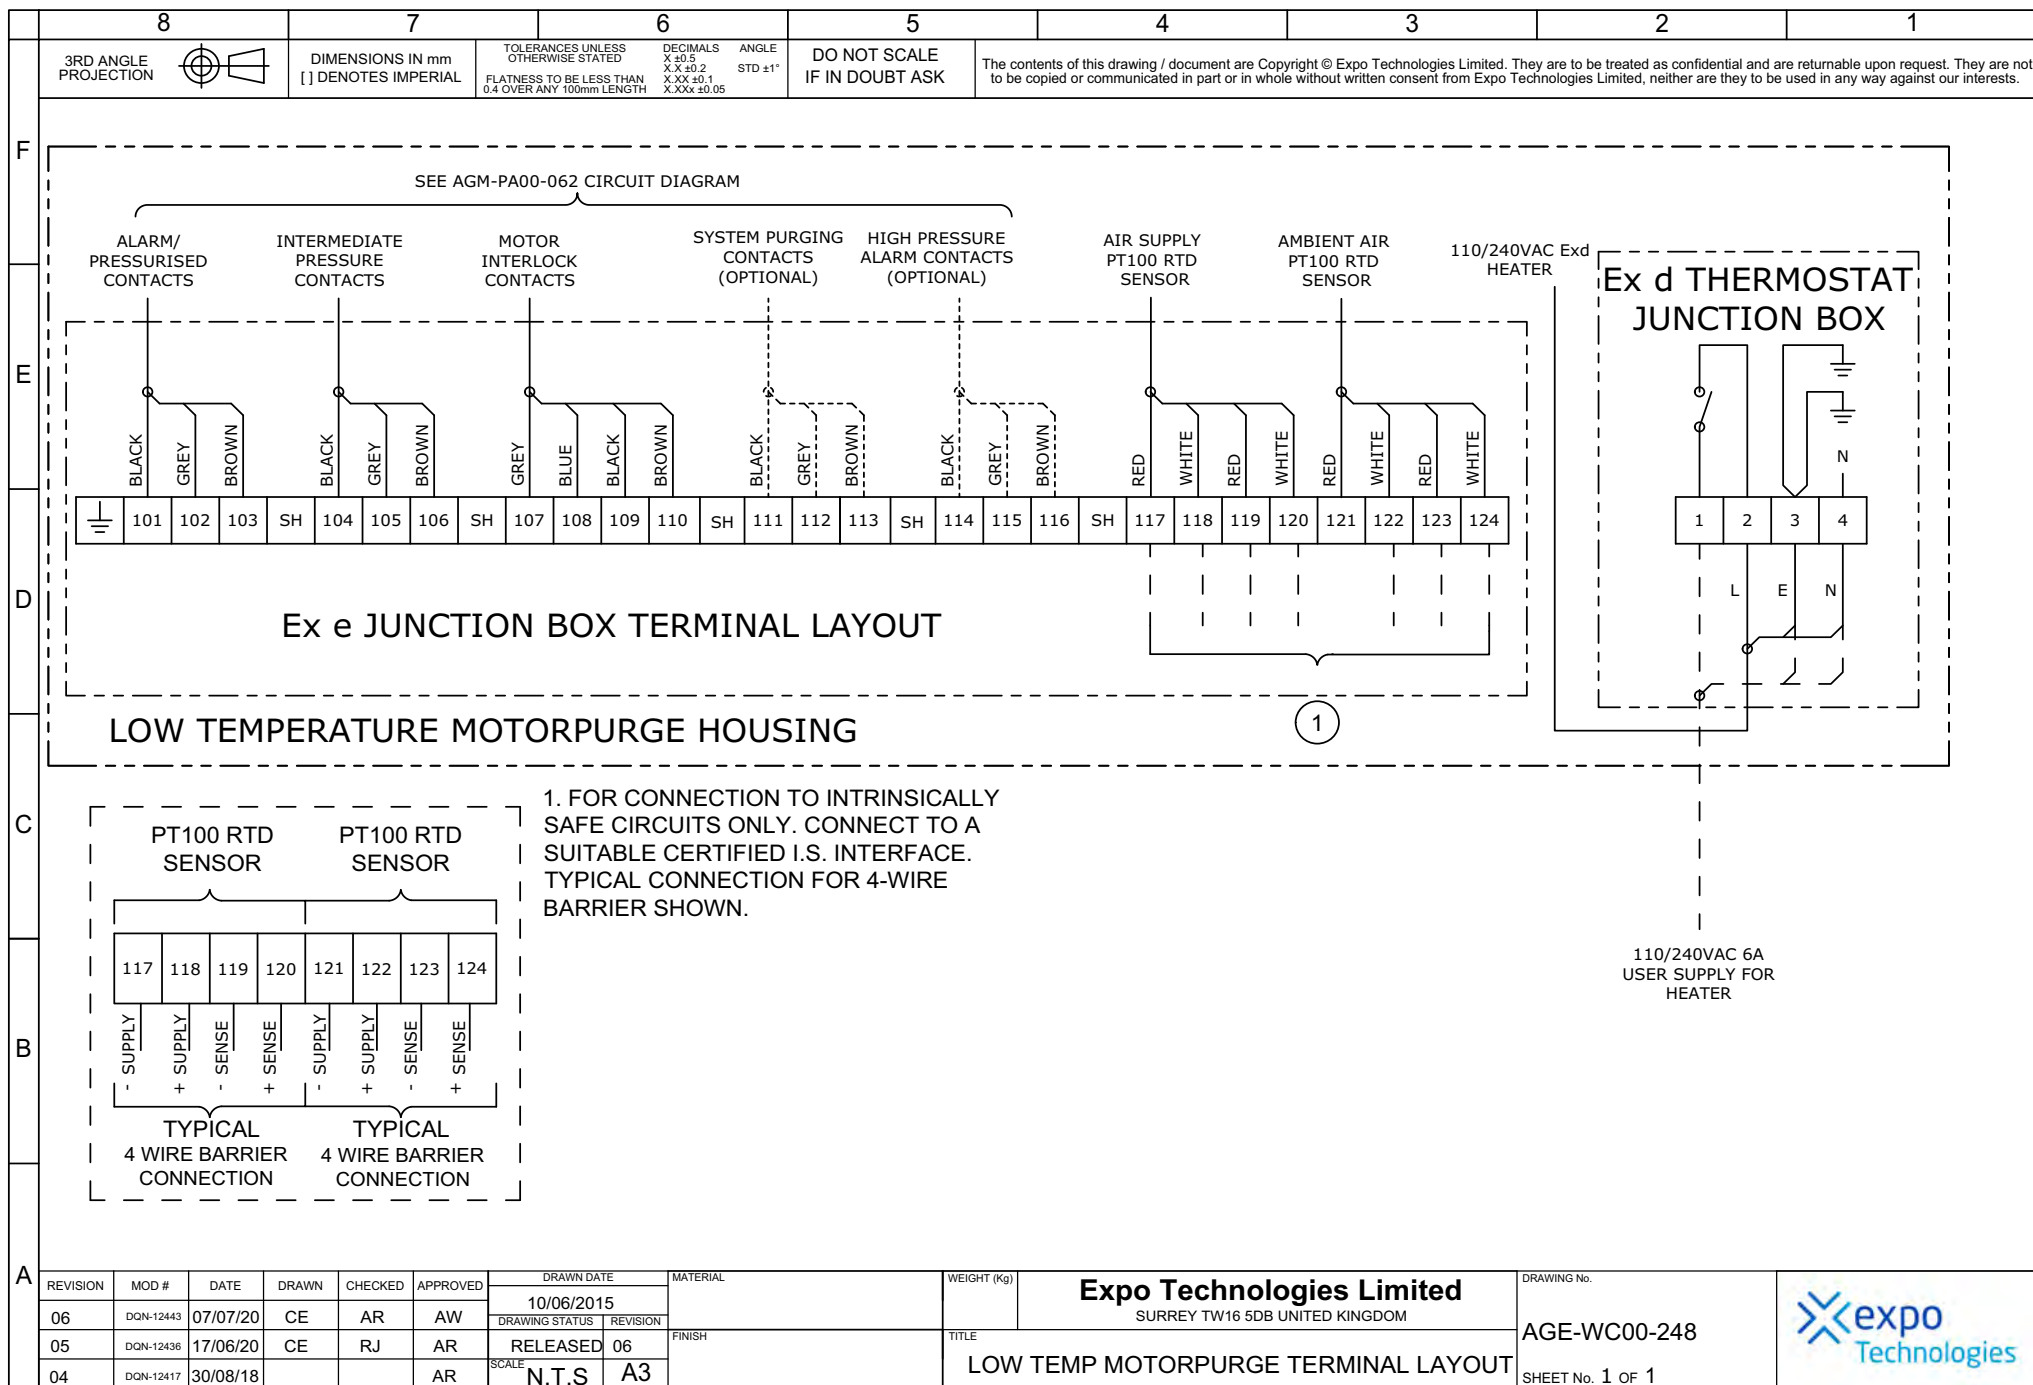 8 7 6 5 4 3 2 1
3RD ANGLE
PROJECTION
DIMENSIONS IN mm
[ ] DENOTES IMPERIAL
TOLERANCES UNLESS
OTHERWISE STATED
FLATNESS TO BE LESS THAN
0.4 OVER ANY 100mm LENGTH
DECIMALS
X ±0.5
X.X ±0.2
X.XX ±0.1
X.XXx ±0.05
ANGLE
STD ±1°
DO NOT SCALE
IF IN DOUBT ASK
The contents of this drawing / document are Copyright © Expo Technologies Limited. They are to be treated as confidential and are returnable upon request. They are not
to be copied or communicated in part or in whole without written consent from Expo Technologies Limited, neither are they to be used in any way against our interests.
F
E
D
C
B
A
SEE AGM-PA00-062 CIRCUIT DIAGRAM
ALARM/
PRESSURISED
CONTACTS
INTERMEDIATE
PRESSURE
CONTACTS
MOTOR
INTERLOCK
CONTACTS
SYSTEM PURGING
CONTACTS
(OPTIONAL)
HIGH PRESSURE
ALARM CONTACTS
(OPTIONAL)
AIR SUPPLY
PT100 RTD
SENSOR
AMBIENT AIR
PT100 RTD
SENSOR
110/240VAC Exd
HEATER
Ex d THERMOSTAT
JUNCTION BOX
BLACK GREY BROWN BLACK GREY BROWN GREY BLUE BLACK BROWN BLACK GREY BROWN BLACK GREY BROWN RED WHITE RED WHITE RED WHITE RED WHITE
N
101 102 103 SH 104 105 106 SH 107 108 109 110 SH 111 112 113 SH 114 115 116 SH 117 118 119 120 121 122 123 124
1 2 3 4
L E N
Ex e JUNCTION BOX TERMINAL LAYOUT
1
LOW TEMPERATURE MOTORPURGE HOUSING
1. FOR CONNECTION TO INTRINSICALLY
SAFE CIRCUITS ONLY. CONNECT TO A
SUITABLE CERTIFIED I.S. INTERFACE.
TYPICAL CONNECTION FOR 4-WIRE
BARRIER SHOWN.
PT100 RTD
SENSOR
PT100 RTD
SENSOR
117 118 119 120 121 122 123 124
- SUPPLY + SUPPLY - SENSE + SENSE - SUPPLY + SUPPLY - SENSE + SENSE
TYPICAL
4 WIRE BARRIER
CONNECTION
TYPICAL
4 WIRE BARRIER
CONNECTION
110/240VAC 6A
USER SUPPLY FOR
HEATER
REVISION MOD # DATE DRAWN CHECKED APPROVED
06 DQN-12443 07/07/20 CE AR AW
05 DQN-12436 17/06/20 CE RJ AR
04 DQN-12417 30/08/18 AR
DRAWN DATE
10/06/2015
DRAWING STATUS REVISION
RELEASED 06
SCALE N.T.S A3
MATERIAL
FINISH
WEIGHT (Kg)
Expo Technologies Limited
SURREY TW16 5DB UNITED KINGDOM
TITLE
LOW TEMP MOTORPURGE TERMINAL LAYOUT
DRAWING No.
AGE-WC00-248
SHEET No. 1 OF 1
expo
Technologies